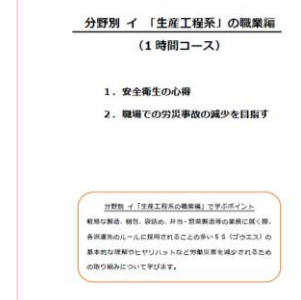 分野別 イ 「生産工程系」の職業編
（1時間コース）
1．安全衛生の心得
2．職場での労災事故の減少を目指す
分野別 イ「生産工程系の職業編」で学ぶポイント
軽易な製造、梱包、袋詰め、弁当・惣菜製造等の業務に就く際、
各派遣先のルールに採用されることの多い5S（ゴウエス）の
基本的な理解やヒヤリハットなど労働災害を減少されるため
の取り組みについて学びます。